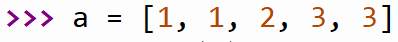 >>> a = [1, 1, 2, 3, 3]